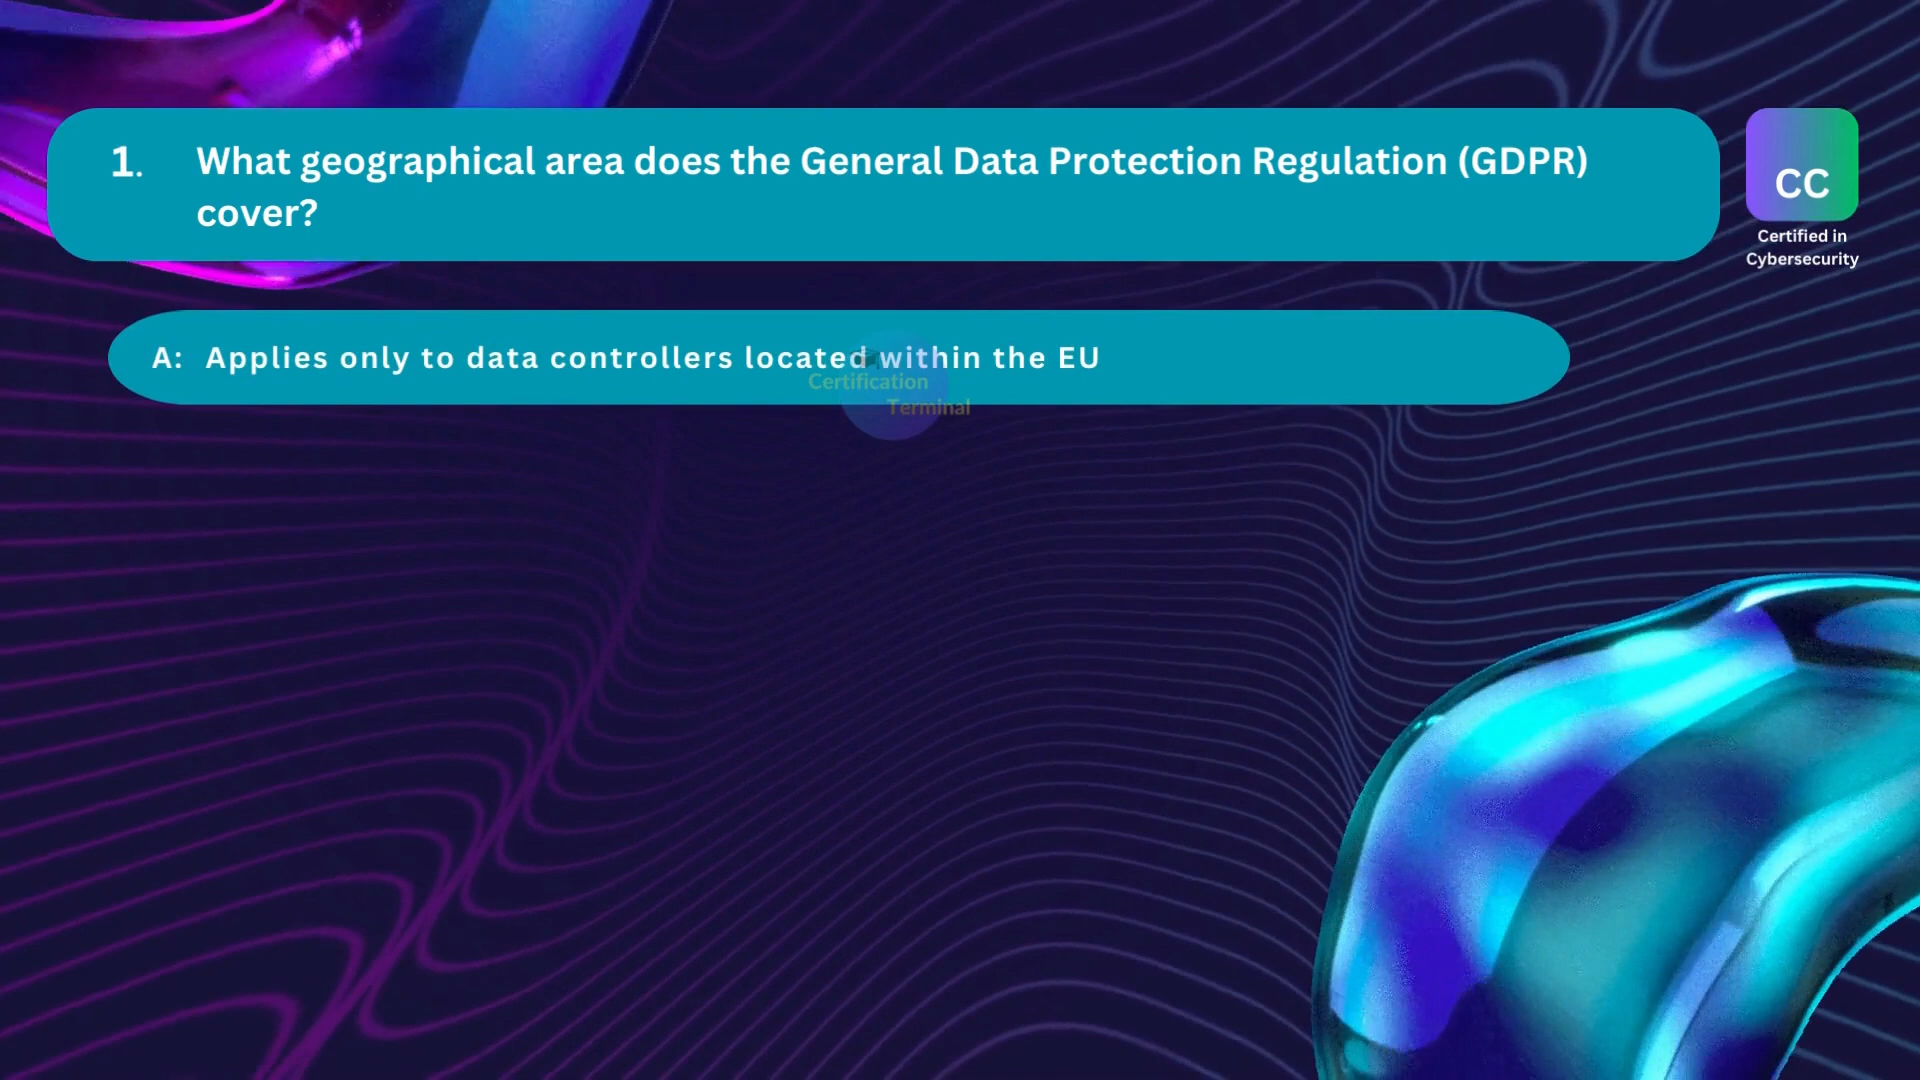 1. What geographical area does the General Data Protection Regulation (GDPR)
cover?
CC
Certified in
Cybersecurity
A: Applies only to data controllers located within the EU
Certification
Terminal